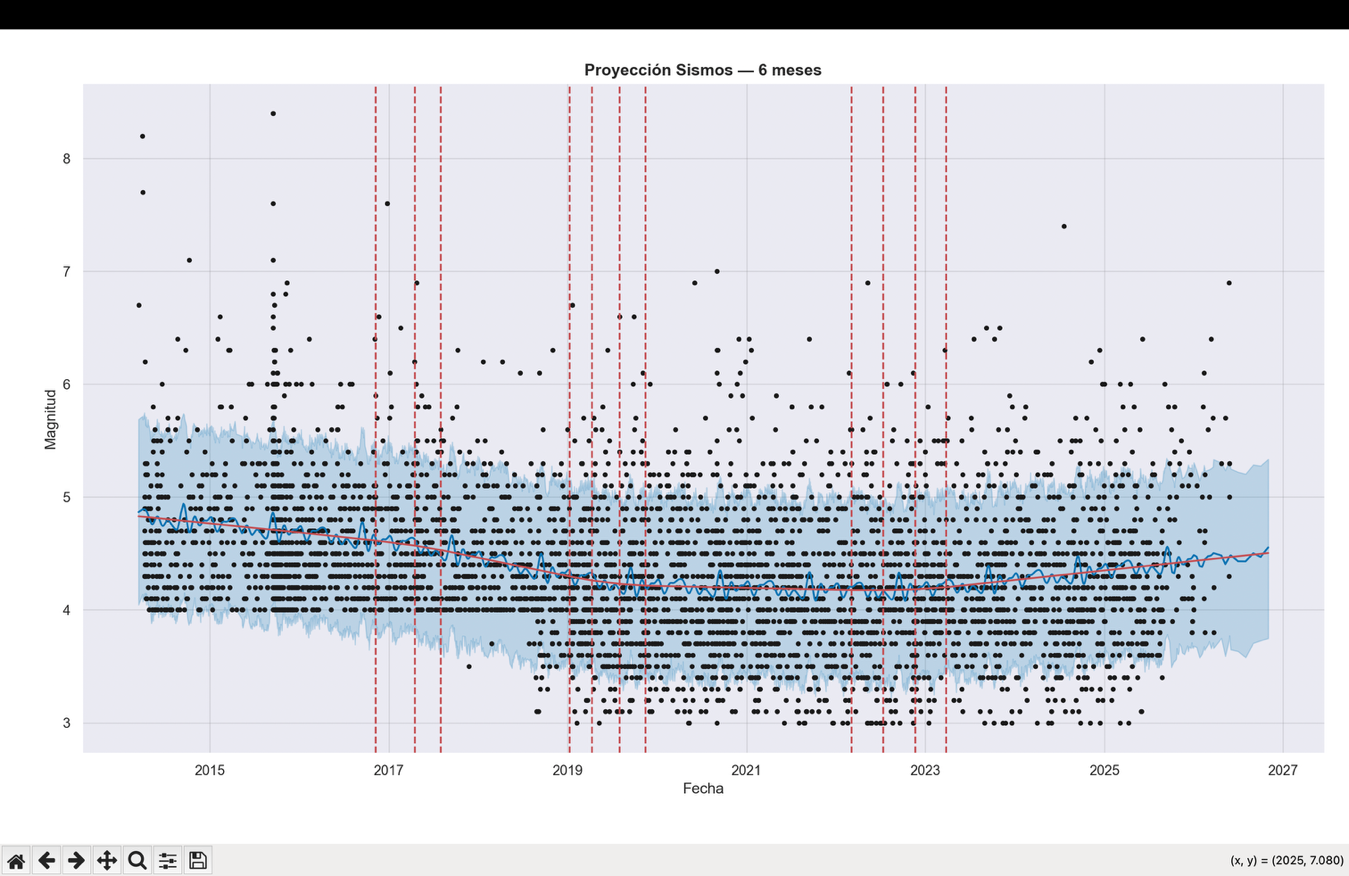 Proyección Sismos — 6 meses
8
7
6
5
4
3
Magnitud
2015 2017 2019 2021 2023 2025 2027
Fecha
(x, y) = (2025, 7.080)